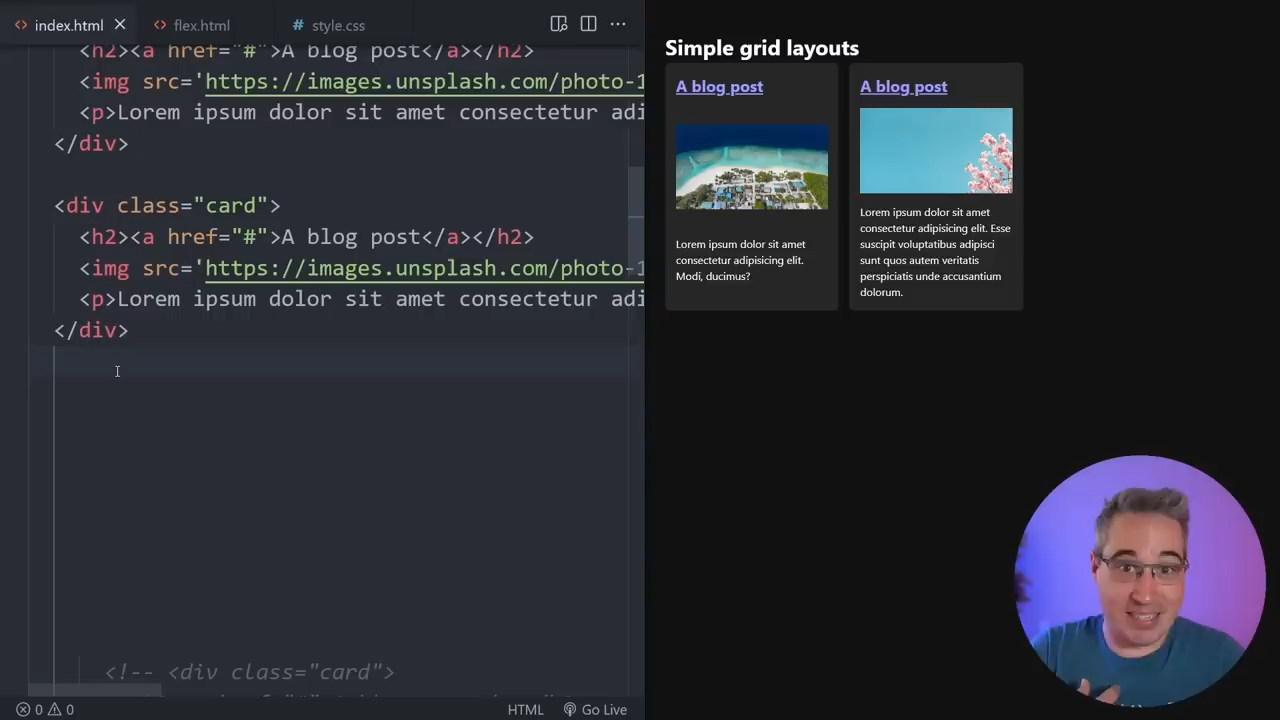 index.html
flex.html
# style.css
<h2><a href="#">A blog post</a></h2>
<img src='https://images.unsplash.com/photo-1
<p>Lorem ipsum dolor sit amet consectetur adi
</div>
<div class="card">
<h2><a href="#">A blog post</a></h2>
<img src='https://images.unsplash.com/photo-1
<p>Lorem ipsum dolor sit amet consectetur adi
</div>
<!-- <div class="card">
0 0
HTML
Go Live
Simple grid layouts
A blog post
Lorem ipsum dolor sit amet
consectetur adipisicing elit.
Modi, ducimus?
A blog post
Lorem ipsum dolor sit amet
consectetur adipisicing elit. Esse
suscipit voluptatibus adipisci
sunt quos autem veritatis
perspiciatis unde accusantium
dolorum.